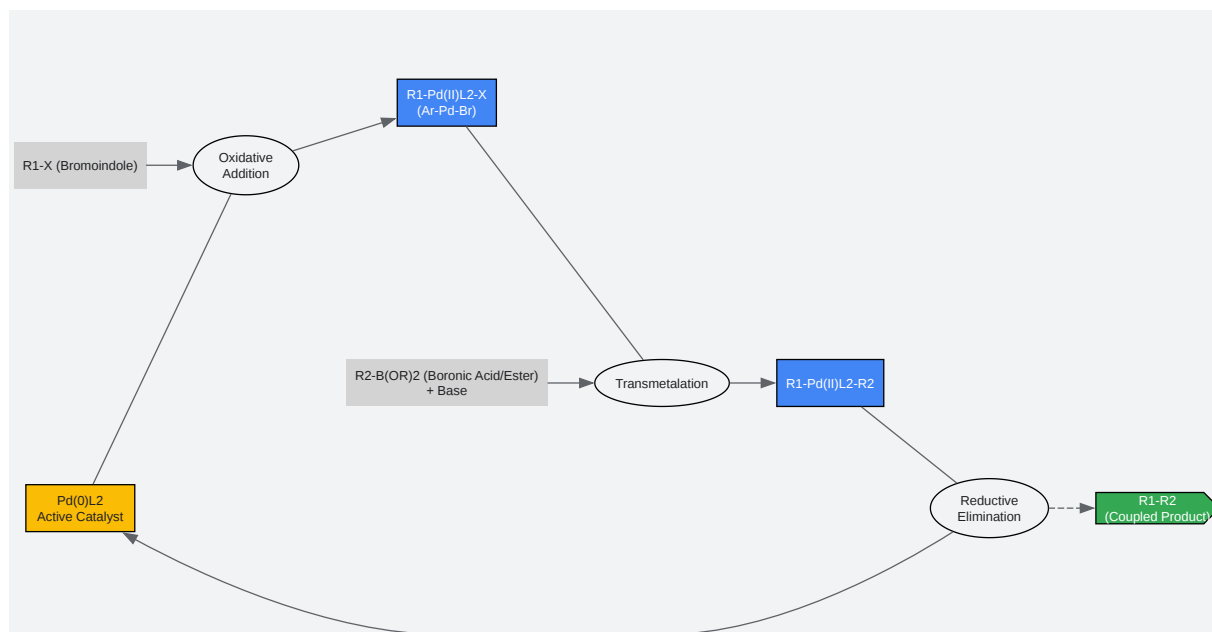 R1-Pd(II)L2-X
(Ar-Pd-Br)
Oxidative
Addition
R1-X (Bromoindole)
R2-B(OR)2 (Boronic Acid/Ester)
+ Base
Transmetalation
R1-Pd(II)L2-R2
Pd(0)L2
Active Catalyst
Reductive
Elimination
R1-R2
(Coupled Product)